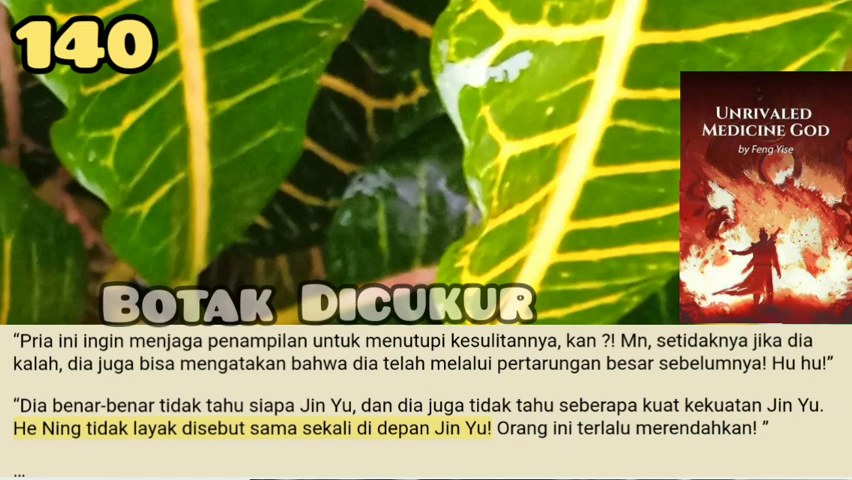 140
UNRIVALED
MEDICINE GOD
by Feng Yise
BOTAK DICUKUR
“Pria ini ingin menjaga penampilan untuk menutupi kesulitannya, kan ?! Mn, setidaknya jika dia
kalah, dia juga bisa mengatakan bahwa dia telah melalui pertarungan besar sebelumnya! Hu hu!”
“Dia benar-benar tidak tahu siapa Jin Yu, dan dia juga tidak tahu seberapa kuat kekuatan Jin Yu.
He Ning tidak layak disebut sama sekali di depan Jin Yu! Orang ini terlalu merendahkan! ”
...